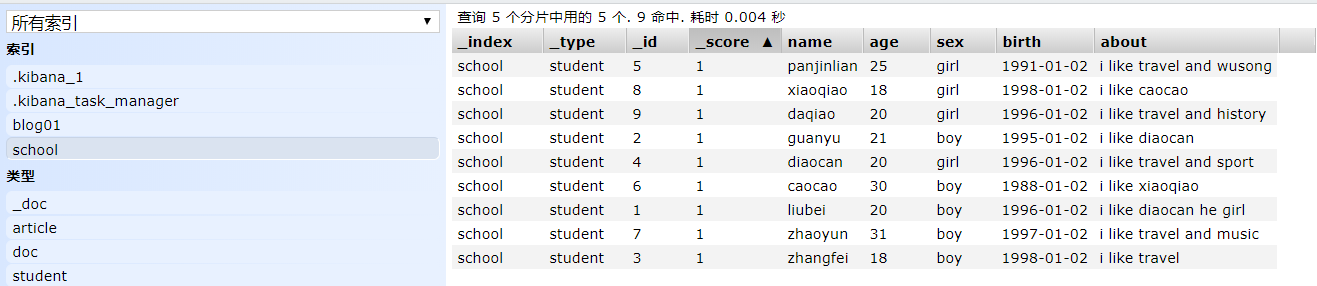 所有索引 ▼
索引
.kibana_1
.kibana_task_manager
blog01
school
类型
_doc
article
doc
student
查询 5 个分片中用的 5 个. 9 命中. 耗时 0.004 秒
_index _type _id _score ▲ name age sex birth about
school student 5 1 panjinlian 25 girl 1991-01-02 i like travel and wusong
school student 8 1 xiaoqiao 18 girl 1998-01-02 i like caocao
school student 9 1 daqiao 20 girl 1996-01-02 i like travel and history
school student 2 1 guanyu 21 boy 1995-01-02 i like diaocan
school student 4 1 diaocan 20 girl 1996-01-02 i like travel and sport
school student 6 1 caocao 30 boy 1988-01-02 i like xiaoqiao
school student 1 1 liubei 20 boy 1996-01-02 i like diaocan he girl
school student 7 1 zhaoyun 31 boy 1997-01-02 i like travel and music
school student 3 1 zhangfei 18 boy 1998-01-02 i like travel